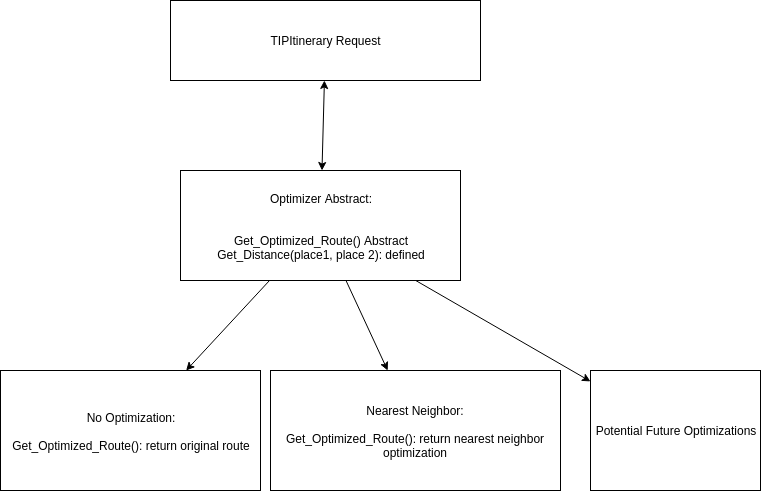 TIPItinerary Request
Optimizer Abstract:
Get_Optimized_Route() Abstract
Get_Distance(place1, place 2): defined
No Optimization:
Get_Optimized_Route(): return original route
Nearest Neighbor:
Get_Optimized_Route(): return nearest neighbor
optimization
Potential Future Optimizations